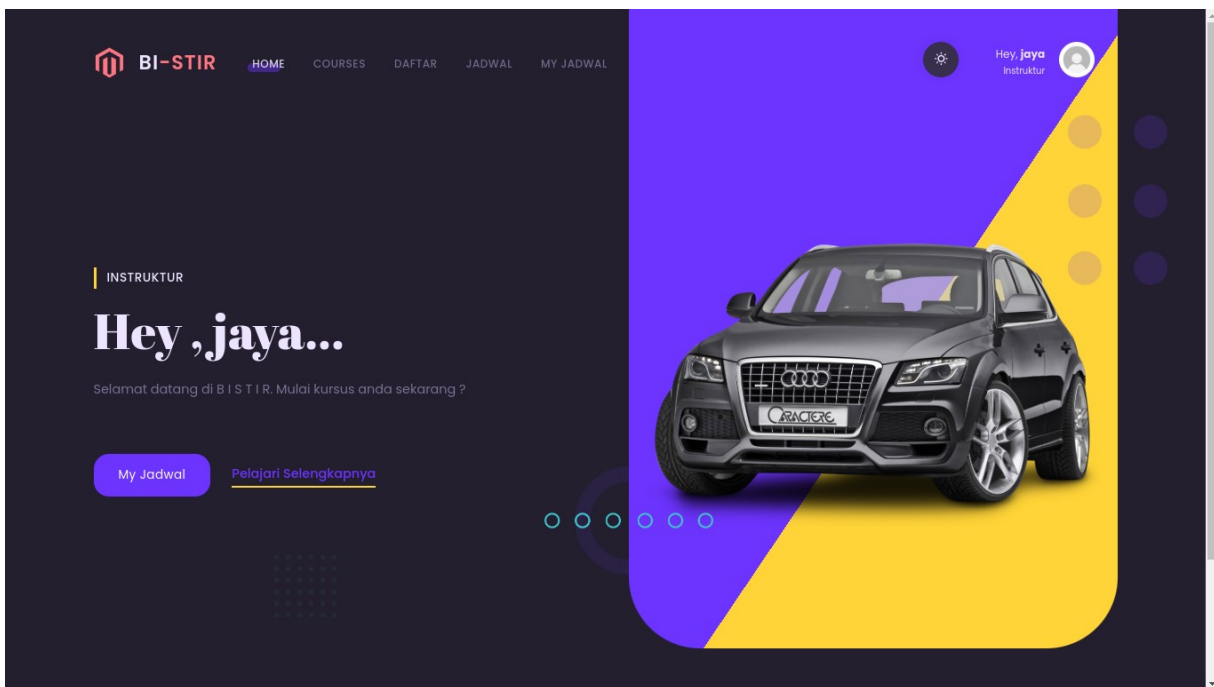 BI-STIR HOME COURSES DAFTAR JADWAL MY JADWAL
Hey, jaya
Instruktur
INSTRUKTUR
Hey ,jaya...
Selamat datang di B I S T I R. Mulai kursus anda sekarang ?
My Jadwal Pelajari Selengkapnya
CARACTERE